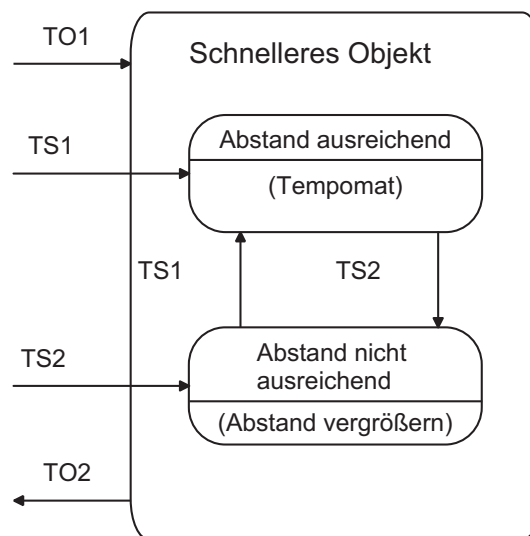 TO1
Schnelleres Objekt
TS1
Abstand ausreichend
(Tempomat)
TS1
TS2
TS2
Abstand nicht
ausreichend
(Abstand vergrößern)
TO2